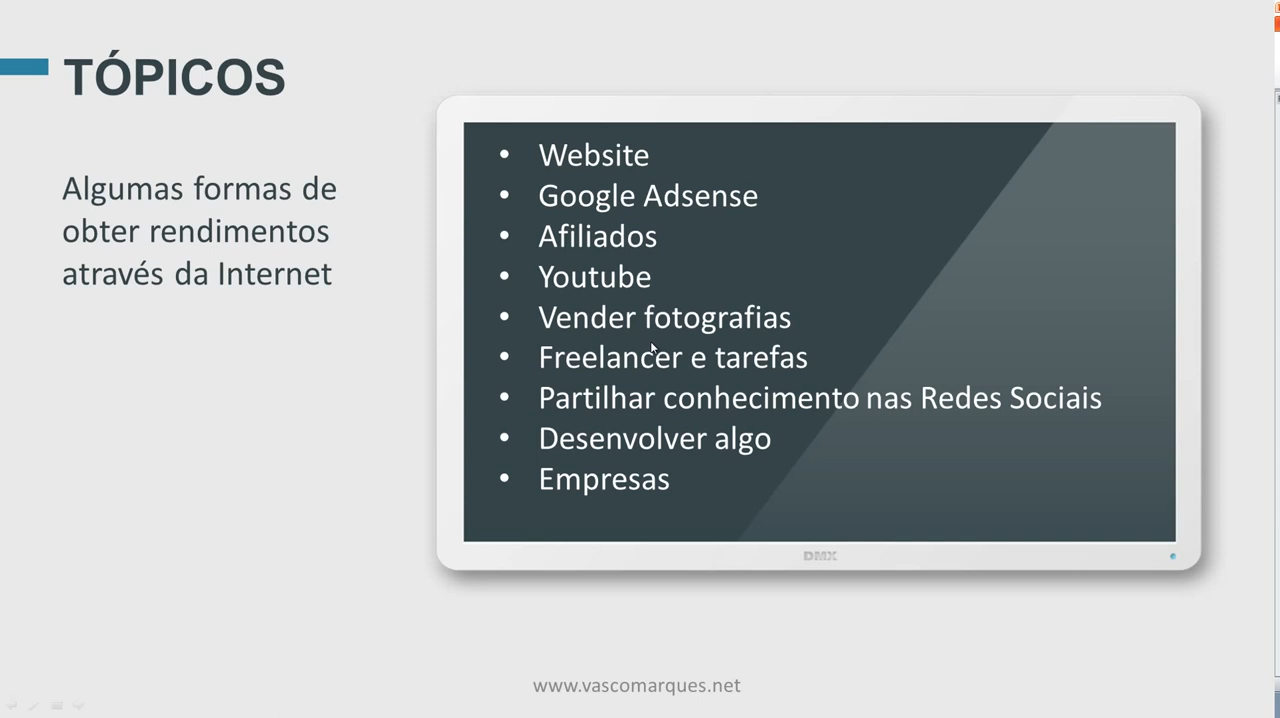 TÓPICOS
Algumas formas de
obter rendimentos
através da Internet
• Website
• Google Adsense
• Afiliados
• Youtube
• Vender fotografias
• Freelancer e tarefas
• Partilhar conhecimento nas Redes Sociais
• Desenvolver algo
• Empresas
DMX
www.vascomarques.net